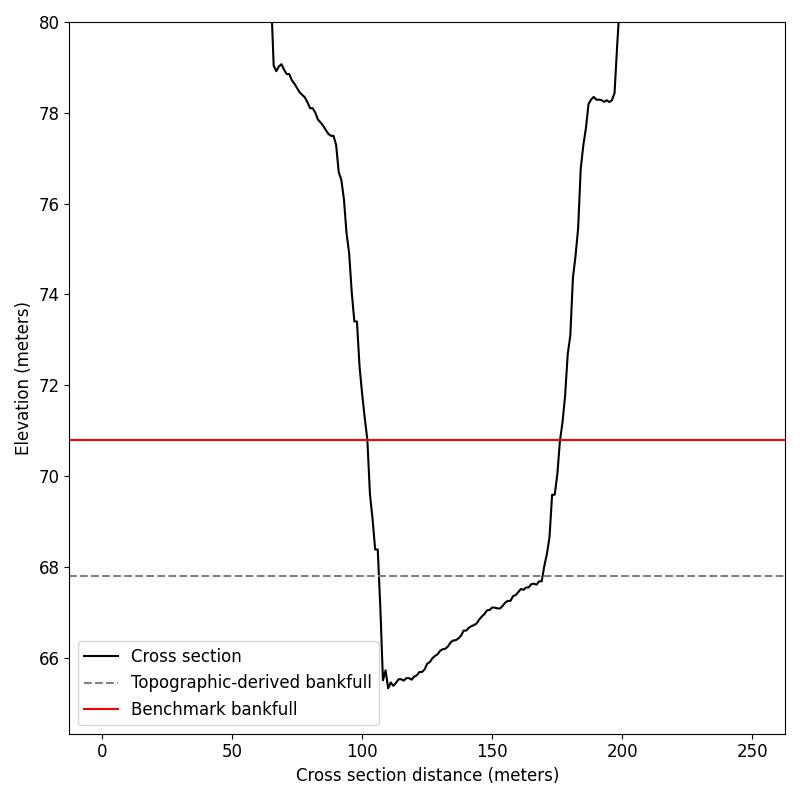 80
78
76
74
72
70
68
66
Elevation (meters)
Cross section
Topographic-derived bankfull
Benchmark bankfull
0 50 100 150 200 250
Cross section distance (meters)